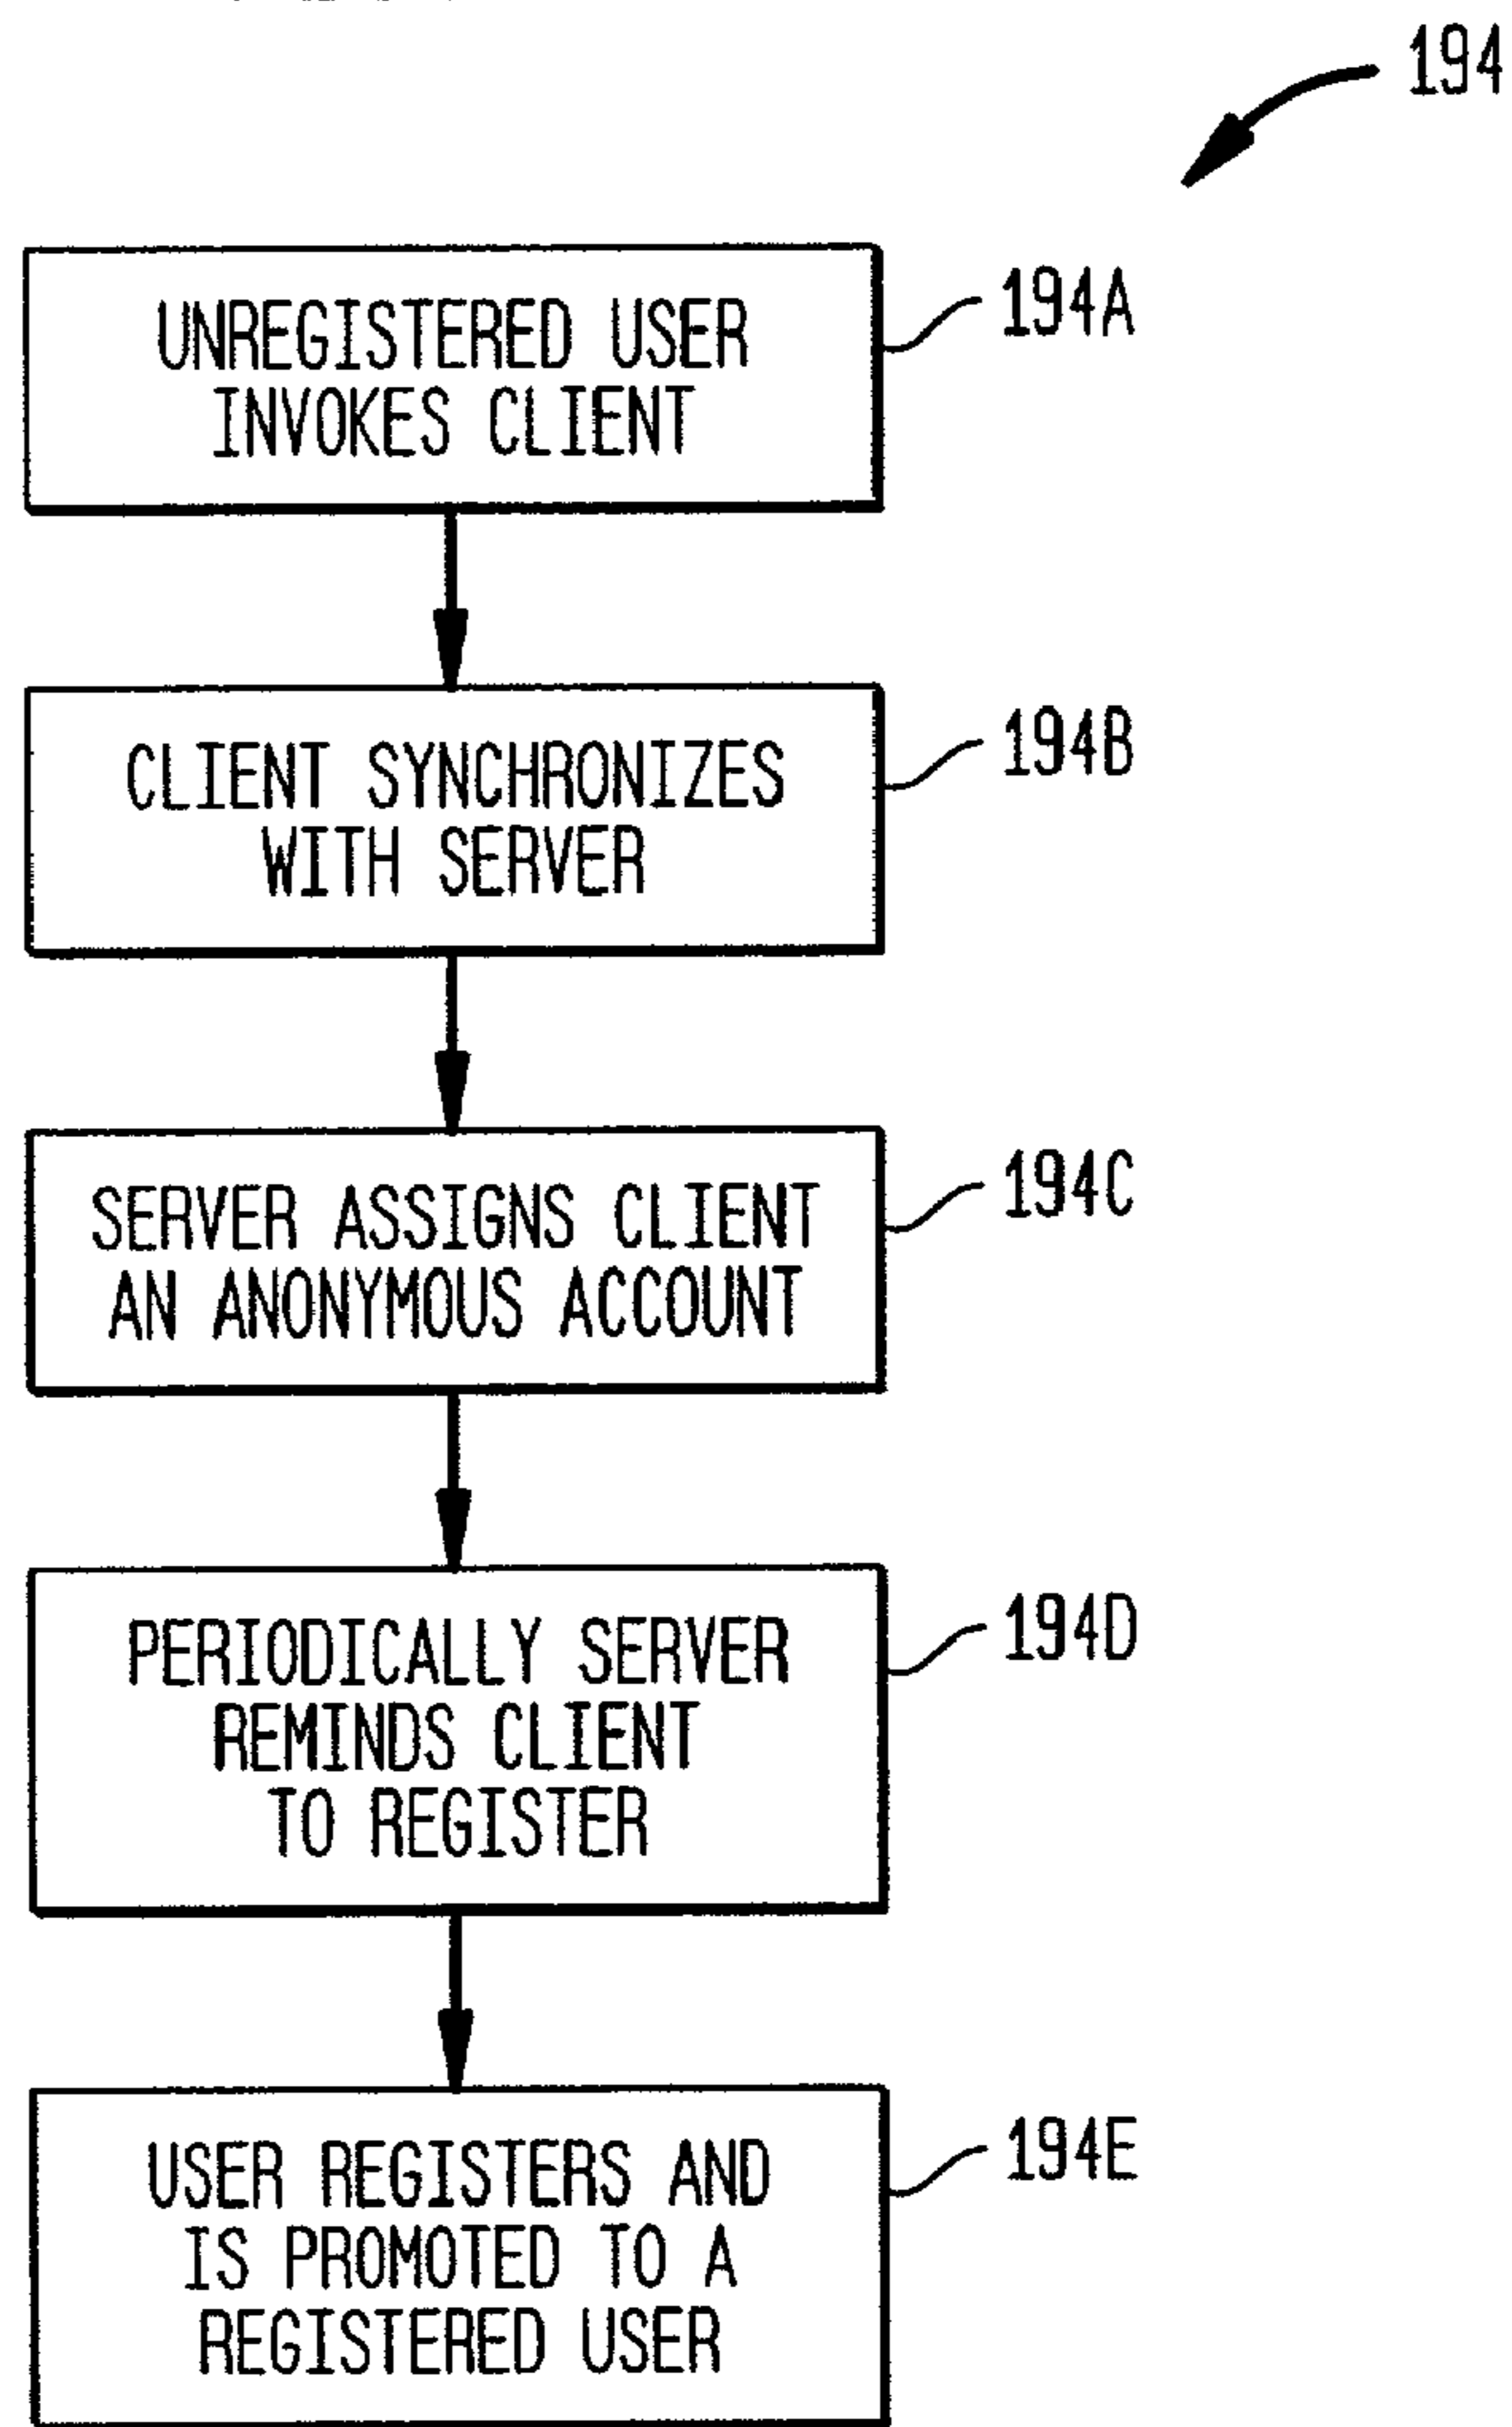 194
UNREGISTERED USER
INVOKES CLIENT
194A
CLIENT SYNCHRONIZES
WITH SERVER
194B
SERVER ASSIGNS CLIENT
AN ANONYMOUS ACCOUNT
194C
PERIODICALLY SERVER
REMINDS CLIENT
TO REGISTER
194D
USER REGISTERS AND
IS PROMOTED TO A
REGISTERED USER
194E